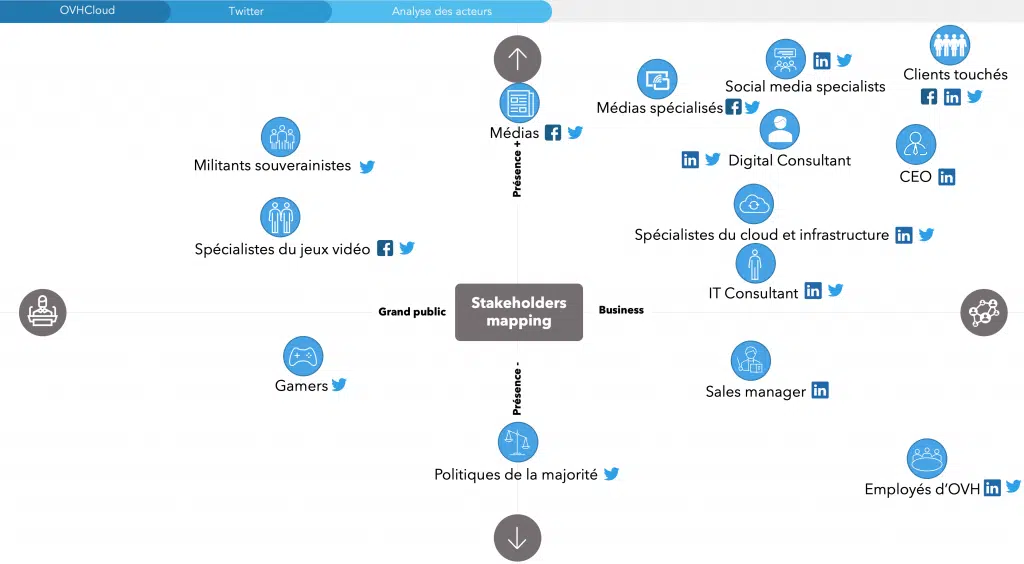 OVHCloud
Twitter
Analyse des acteurs
Clients touchés
Social media specialists
Médias spécialisés
Médias
Digital Consultant
Militants souverainistes
CEO
Présence +
Spécialistes du cloud et infrastructure
Spécialistes du jeux vidéo
IT Consultant
Grand public
Stakeholders
mapping
Business
Gamers
Présence -
Sales manager
Politiques de la majorité
Employés d’OVH